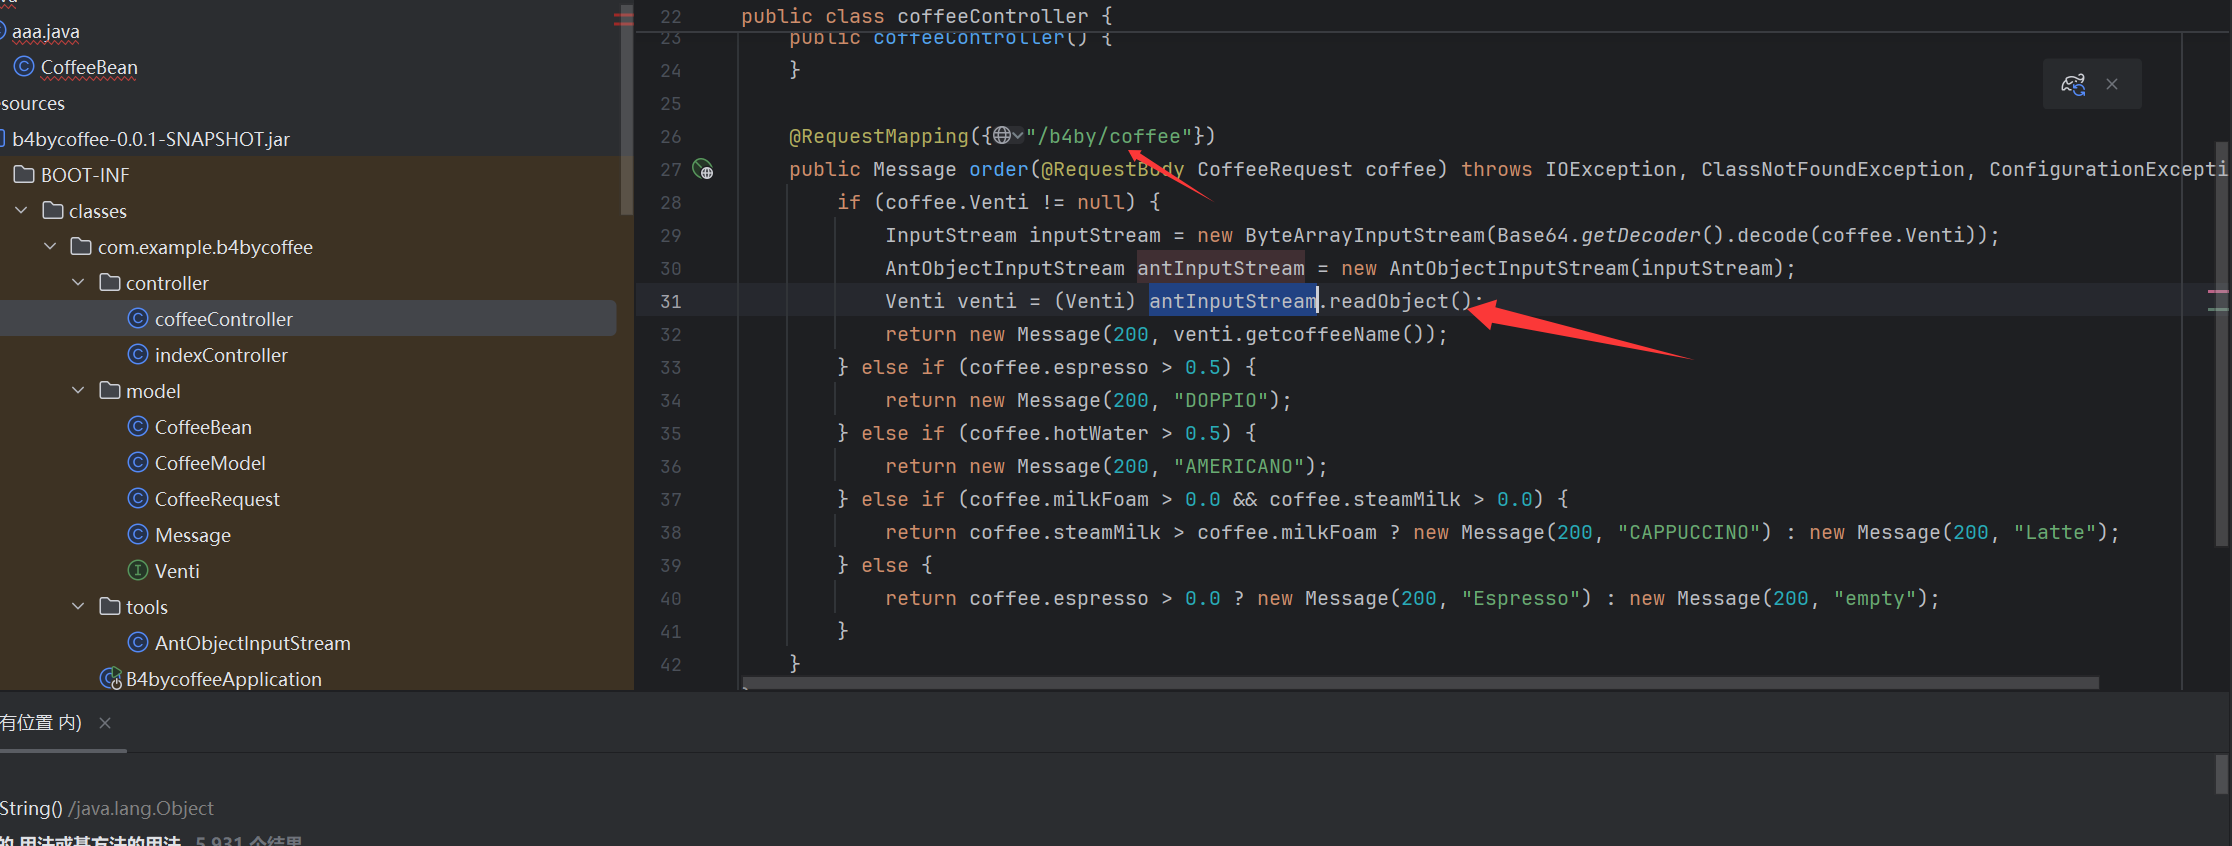 aaa.java
CoffeeBean
sources
b4bycoffee-0.0.1-SNAPSHOT.jar
BOOT-INF
classes
com.example.b4bycoffee
controller
coffeeController
indexController
model
CoffeeBean
CoffeeModel
CoffeeRequest
Message
Venti
tools
AntObjectInputStream
B4bycoffeeApplication
22 public class coffeeController {
23 public coffeeController() {
24 }
25
26 @RequestMapping({"/b4by/coffee"})
27 public Message order(@RequestBody CoffeeRequest coffee) throws IOException, ClassNotFoundException, ConfigurationExcepti
28 if (coffee.Venti != null) {
29 InputStream inputStream = new ByteArrayInputStream(Base64.getDecoder().decode(coffee.Venti));
30 AntObjectInputStream antInputStream = new AntObjectInputStream(inputStream);
31 Venti venti = (Venti) antInputStream.readObject();
32 return new Message(200, venti.getcoffeeName());
33 } else if (coffee.espresso > 0.5) {
34 return new Message(200, "DOPPIO");
35 } else if (coffee.hotWater > 0.5) {
36 return new Message(200, "AMERICANO");
37 } else if (coffee.milkFoam > 0.0 && coffee.steamMilk > 0.0) {
38 return coffee.steamMilk > coffee.milkFoam ? new Message(200, "CAPPUCCINO") : new Message(200, "Latte");
39 } else {
40 return coffee.espresso > 0.0 ? new Message(200, "Espresso") : new Message(200, "empty");
41 }
42 }
有位置 内)
String() /java.lang.Object
的 用法或基方法的用法 5,931 个结果